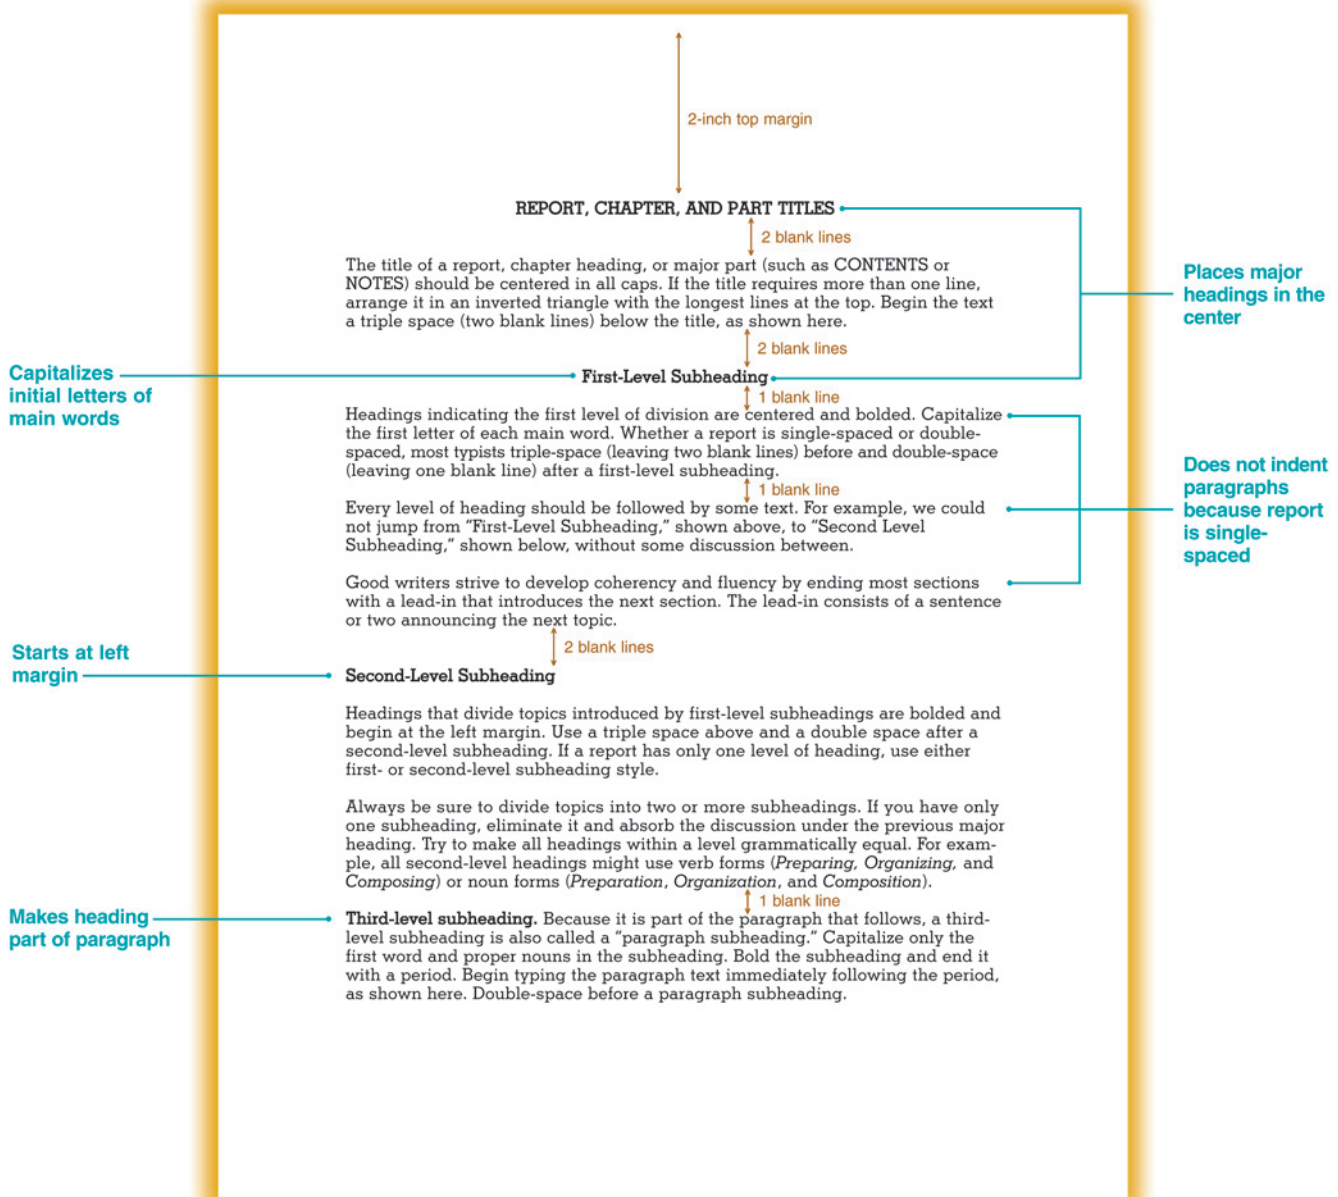 2-inch top margin
REPORT, CHAPTER, AND PART TITLES
2 blank lines
The title of a report, chapter heading, or major part (such as CONTENTS or
NOTES) should be centered in all caps. If the title requires more than one line,
arrange it in an inverted triangle with the longest lines at the top. Begin the text
a triple space (two blank lines) below the title, as shown here.
Places major
headings in the
center
2 blank lines
Capitalizes
initial letters of
main words
First-Level Subheading
1 blank line
Headings indicating the first level of division are centered and bolded. Capitalize
the first letter of each main word. Whether a report is single-spaced or double-
spaced, most typists triple-space (leaving two blank lines) before and double-space
(leaving one blank line) after a first-level subheading.
1 blank line
Does not indent
paragraphs
because report
is single-
spaced
Every level of heading should be followed by some text. For example, we could
not jump from “First-Level Subheading,” shown above, to “Second Level
Subheading,” shown below, without some discussion between.
Good writers strive to develop coherency and fluency by ending most sections
with a lead-in that introduces the next section. The lead-in consists of a sentence
or two announcing the next topic.
2 blank lines
Starts at left
margin
Second-Level Subheading
Headings that divide topics introduced by first-level subheadings are bolded and
begin at the left margin. Use a triple space above and a double space after a
second-level subheading. If a report has only one level of heading, use either
first- or second-level subheading style.
Always be sure to divide topics into two or more subheadings. If you have only
one subheading, eliminate it and absorb the discussion under the previous major
heading. Try to make all headings within a level grammatically equal. For exam-
ple, all second-level headings might use verb forms (Preparing, Organizing, and
Composing) or noun forms (Preparation, Organization, and Composition).
1 blank line
Makes heading
part of paragraph
Third-level subheading. Because it is part of the paragraph that follows, a third-
level subheading is also called a “paragraph subheading.” Capitalize only the
first word and proper nouns in the subheading. Bold the subheading and end it
with a period. Begin typing the paragraph text immediately following the period,
as shown here. Double-space before a paragraph subheading.